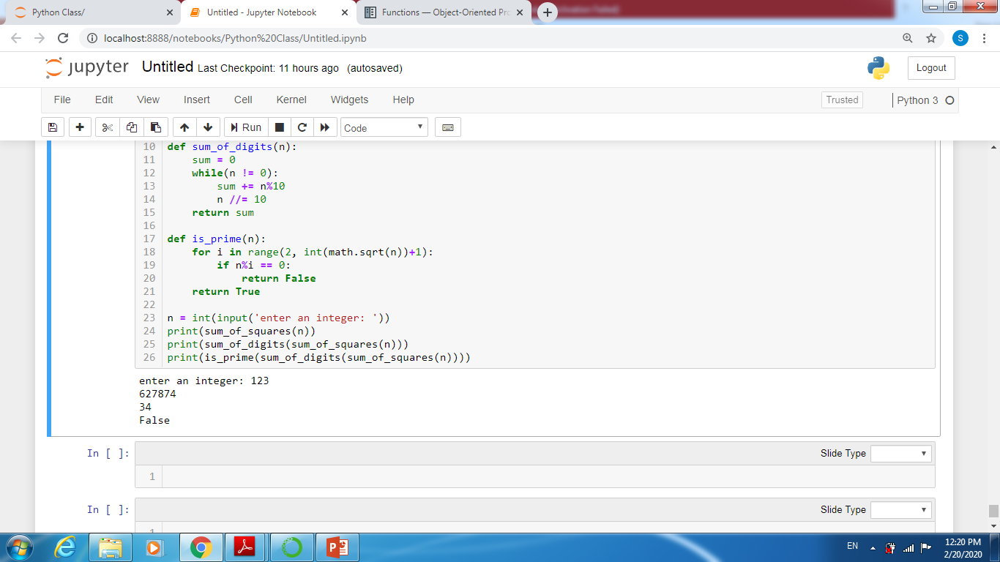 Python Class/
Untitled - Jupyter Notebook
Functions — Object-Oriented Pro
localhost:8888/notebooks/Python%20Class/Untitled.ipynb
S
jupyter Untitled Last Checkpoint: 11 hours ago (autosaved)
Logout
File Edit View Insert Cell Kernel Widgets Help
Trusted
Python 3
Run
Code
10 def sum_of_digits(n):
11     sum = 0
12     while(n != 0):
13         sum += n%10
14         n //= 10
15     return sum
16
17 def is_prime(n):
18     for i in range(2, int(math.sqrt(n))+1):
19         if n%i == 0:
20             return False
21     return True
22
23 n = int(input('enter an integer: '))
24 print(sum_of_squares(n))
25 print(sum_of_digits(sum_of_squares(n)))
26 print(is_prime(sum_of_digits(sum_of_squares(n))))
enter an integer: 123
627874
34
False
In [ ]:
Slide Type
1
In [ ]:
Slide Type
1
EN
12:20 PM
2/20/2020